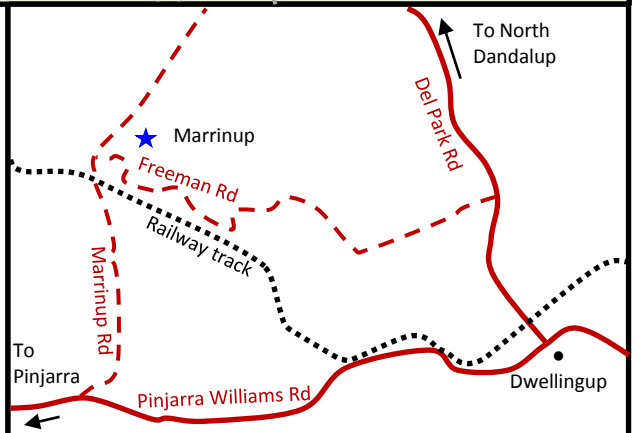 To North
Dandalup
Del Park Rd
Marrinup
Freeman Rd
Railway track
Marrinup Rd
To
Pinjarra
Pinjarra Williams Rd
Dwellingup